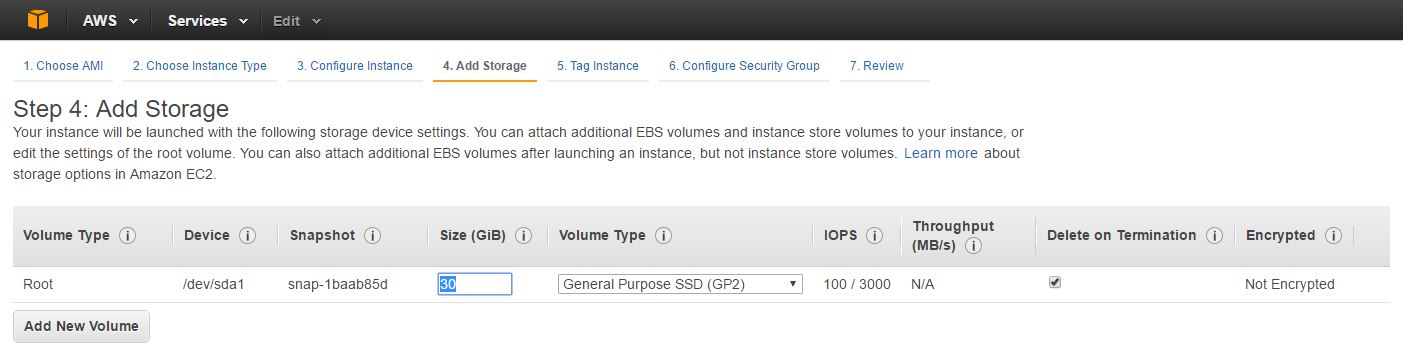 AWS Services Edit
1. Choose AMI 2. Choose Instance Type 3. Configure Instance 4. Add Storage 5. Tag Instance 6. Configure Security Group 7. Review
Step 4: Add Storage
Your instance will be launched with the following storage device settings. You can attach additional EBS volumes and instance store volumes to your instance, or
edit the settings of the root volume. You can also attach additional EBS volumes after launching an instance, but not instance store volumes. Learn more about
storage options in Amazon EC2.
Volume Type i Device i Snapshot i Size (GiB) i Volume Type i IOPS i Throughput
(MB/s) i Delete on Termination i Encrypted i
Root /dev/sda1 snap-1baab85d 30 General Purpose SSD (GP2) 100 / 3000 N/A Not Encrypted
Add New Volume